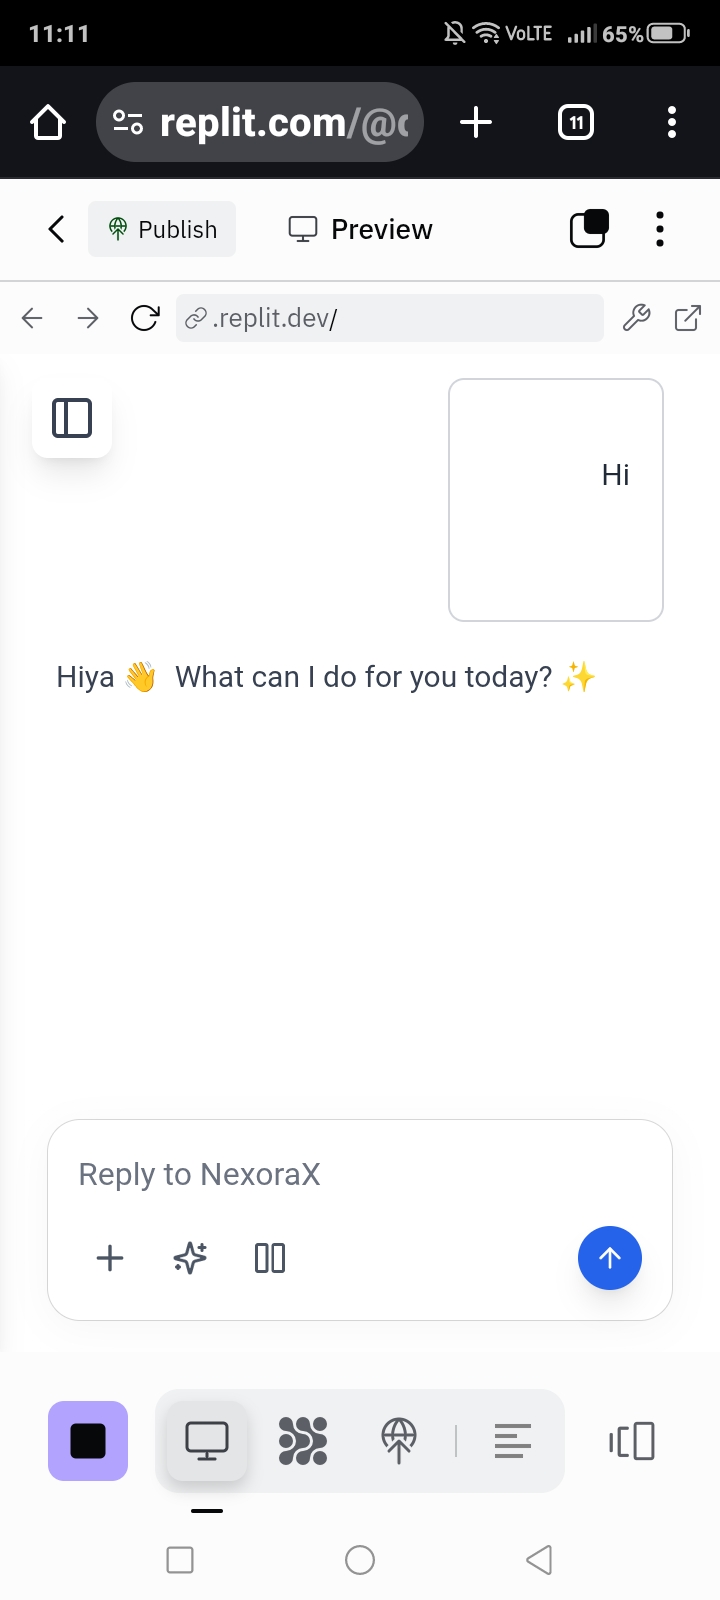 11:11
VoLTE 65%
replit.com/@
11
Publish
Preview
.replit.dev/
Hi
Hiya 👋 What can I do for you today? ✨
Reply to NexoraX